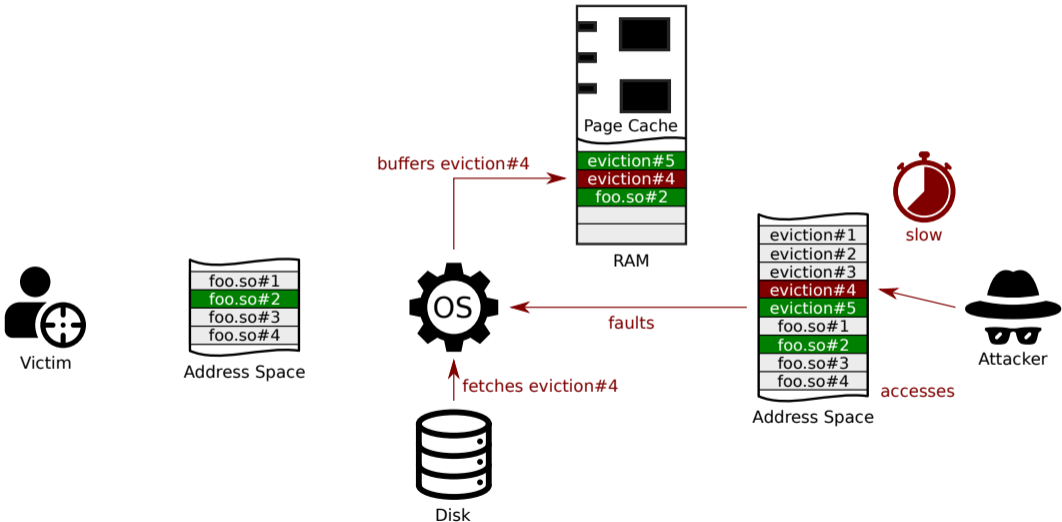 Page Cache
buffers eviction#4
eviction#5
eviction#4
foo.so#2
RAM
slow
eviction#1
eviction#2
eviction#3
eviction#4
eviction#5
foo.so#1
foo.so#2
foo.so#3
foo.so#4
Address Space
foo.so#1
foo.so#2
foo.so#3
foo.so#4
Address Space
Victim
OS
faults
Attacker
accesses
fetches eviction#4
Disk